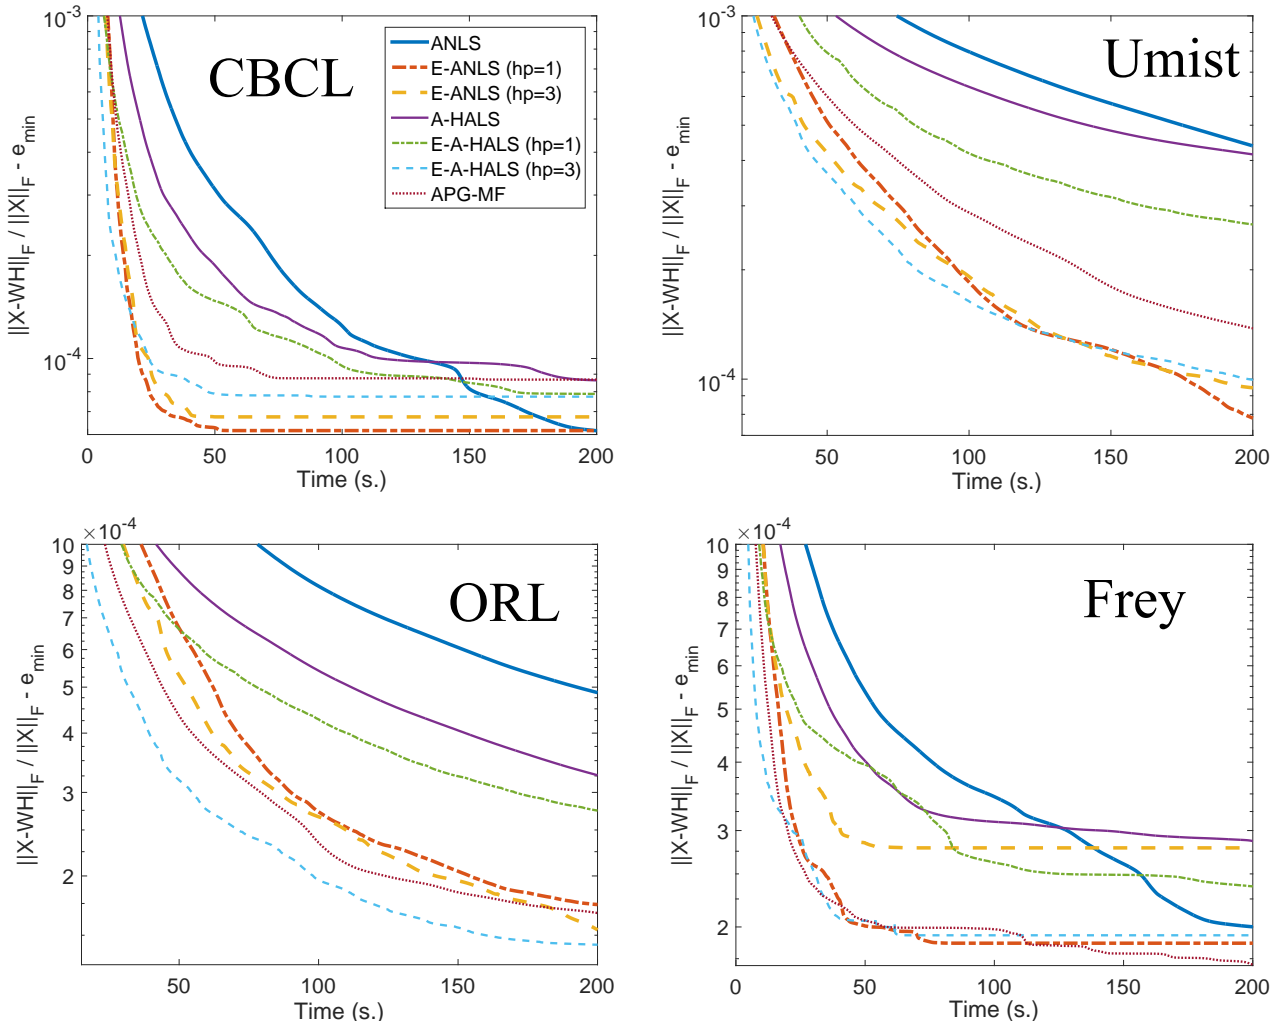 CBCL
10^-3
10^-4
||X-WH||_F / ||X||_F - e_min
0
50
100
150
200
Time (s.)
ANLS
E-ANLS (hp=1)
E-ANLS (hp=3)
A-HALS
E-A-HALS (hp=1)
E-A-HALS (hp=3)
APG-MF
Umist
10^-3
10^-4
||X-WH||_F / ||X||_F - e_min
50
100
150
200
Time (s.)
ORL
×10^-4
10
9
8
7
6
5
4
3
2
||X-WH||_F / ||X||_F - e_min
50
100
150
200
Time (s.)
Frey
×10^-4
10
9
8
7
6
5
4
3
2
||X-WH||_F / ||X||_F - e_min
0
50
100
150
200
Time (s.)